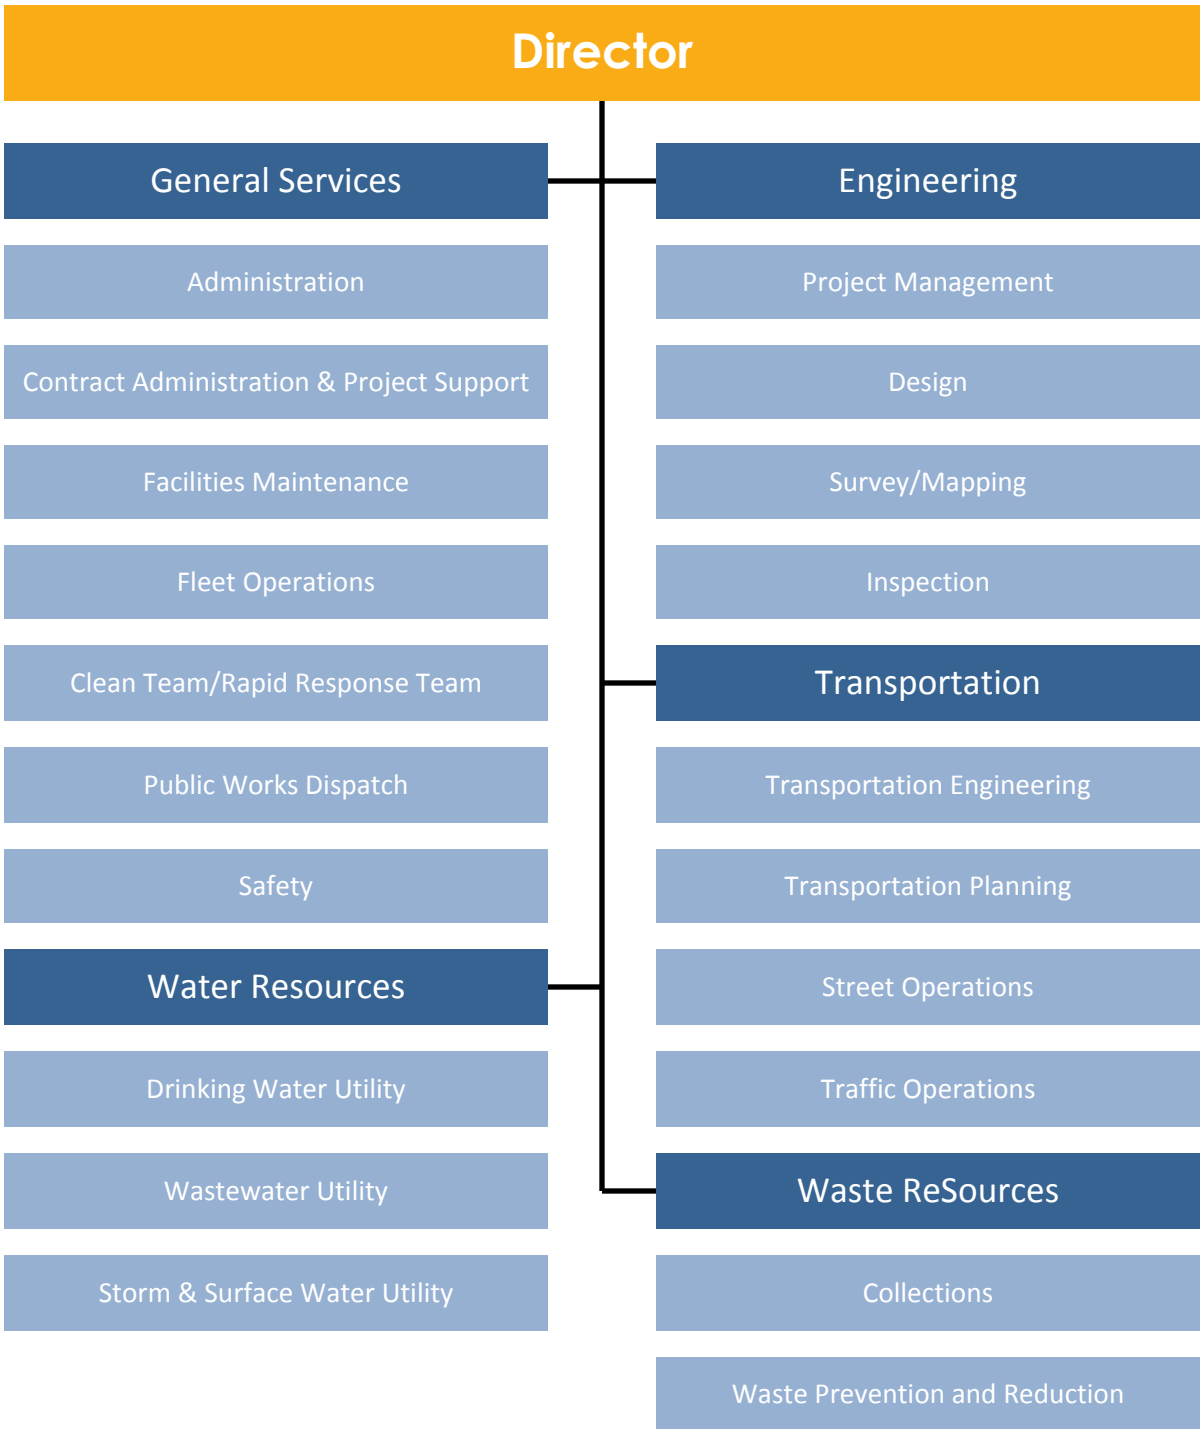 Director
General Services
Administration
Contract Administration & Project Support
Facilities Maintenance
Fleet Operations
Clean Team/Rapid Response Team
Public Works Dispatch
Safety
Water Resources
Drinking Water Utility
Wastewater Utility
Storm & Surface Water Utility
Engineering
Project Management
Design
Survey/Mapping
Inspection
Transportation
Transportation Engineering
Transportation Planning
Street Operations
Traffic Operations
Waste ReSources
Collections
Waste Prevention and Reduction